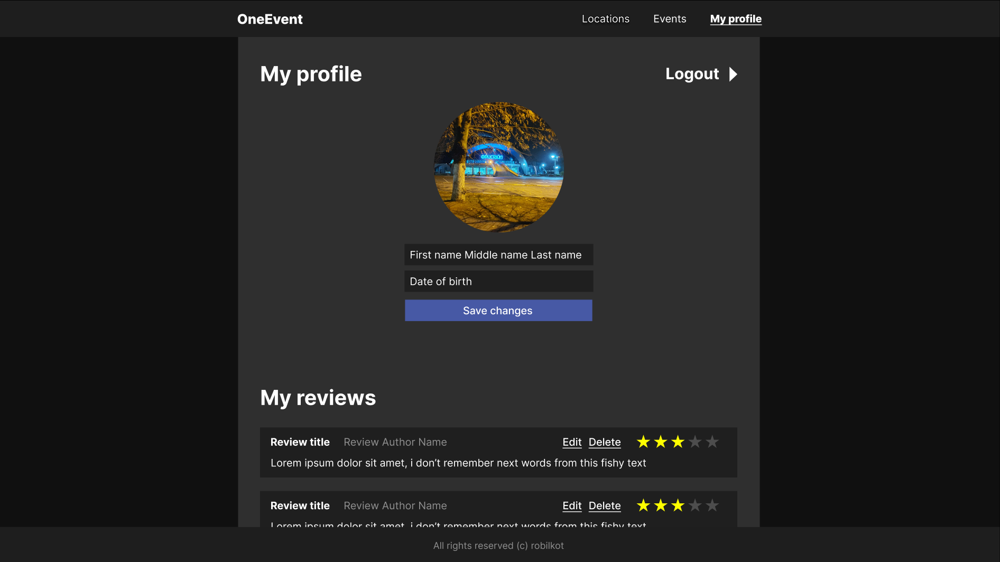 OneEvent
Locations Events My profile
My profile
Logout
ФРИСТАЙЛ
First name Middle name Last name
Date of birth
Save changes
My reviews
Review title Review Author Name Edit Delete
Lorem ipsum dolor sit amet, i don’t remember next words from this fishy text
Review title Review Author Name Edit Delete
Lorem ipsum dolor sit amet, i don’t remember next words from this fishy text
All rights reserved (c) robilkot